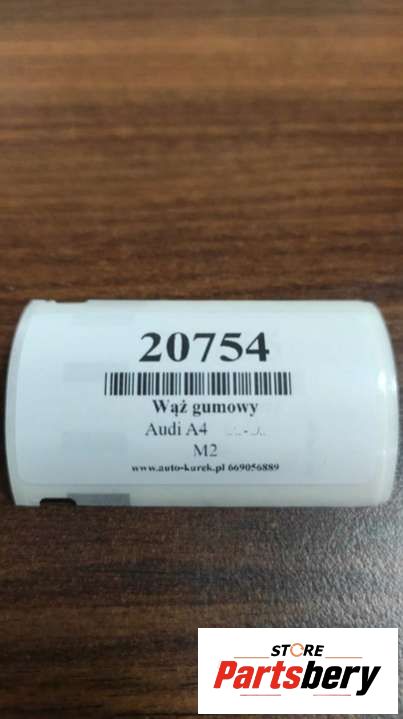 20754
Wąż gumowy
Audi A4
M2
www.auto-kurek.pl 669056889
STORE
Partsbery